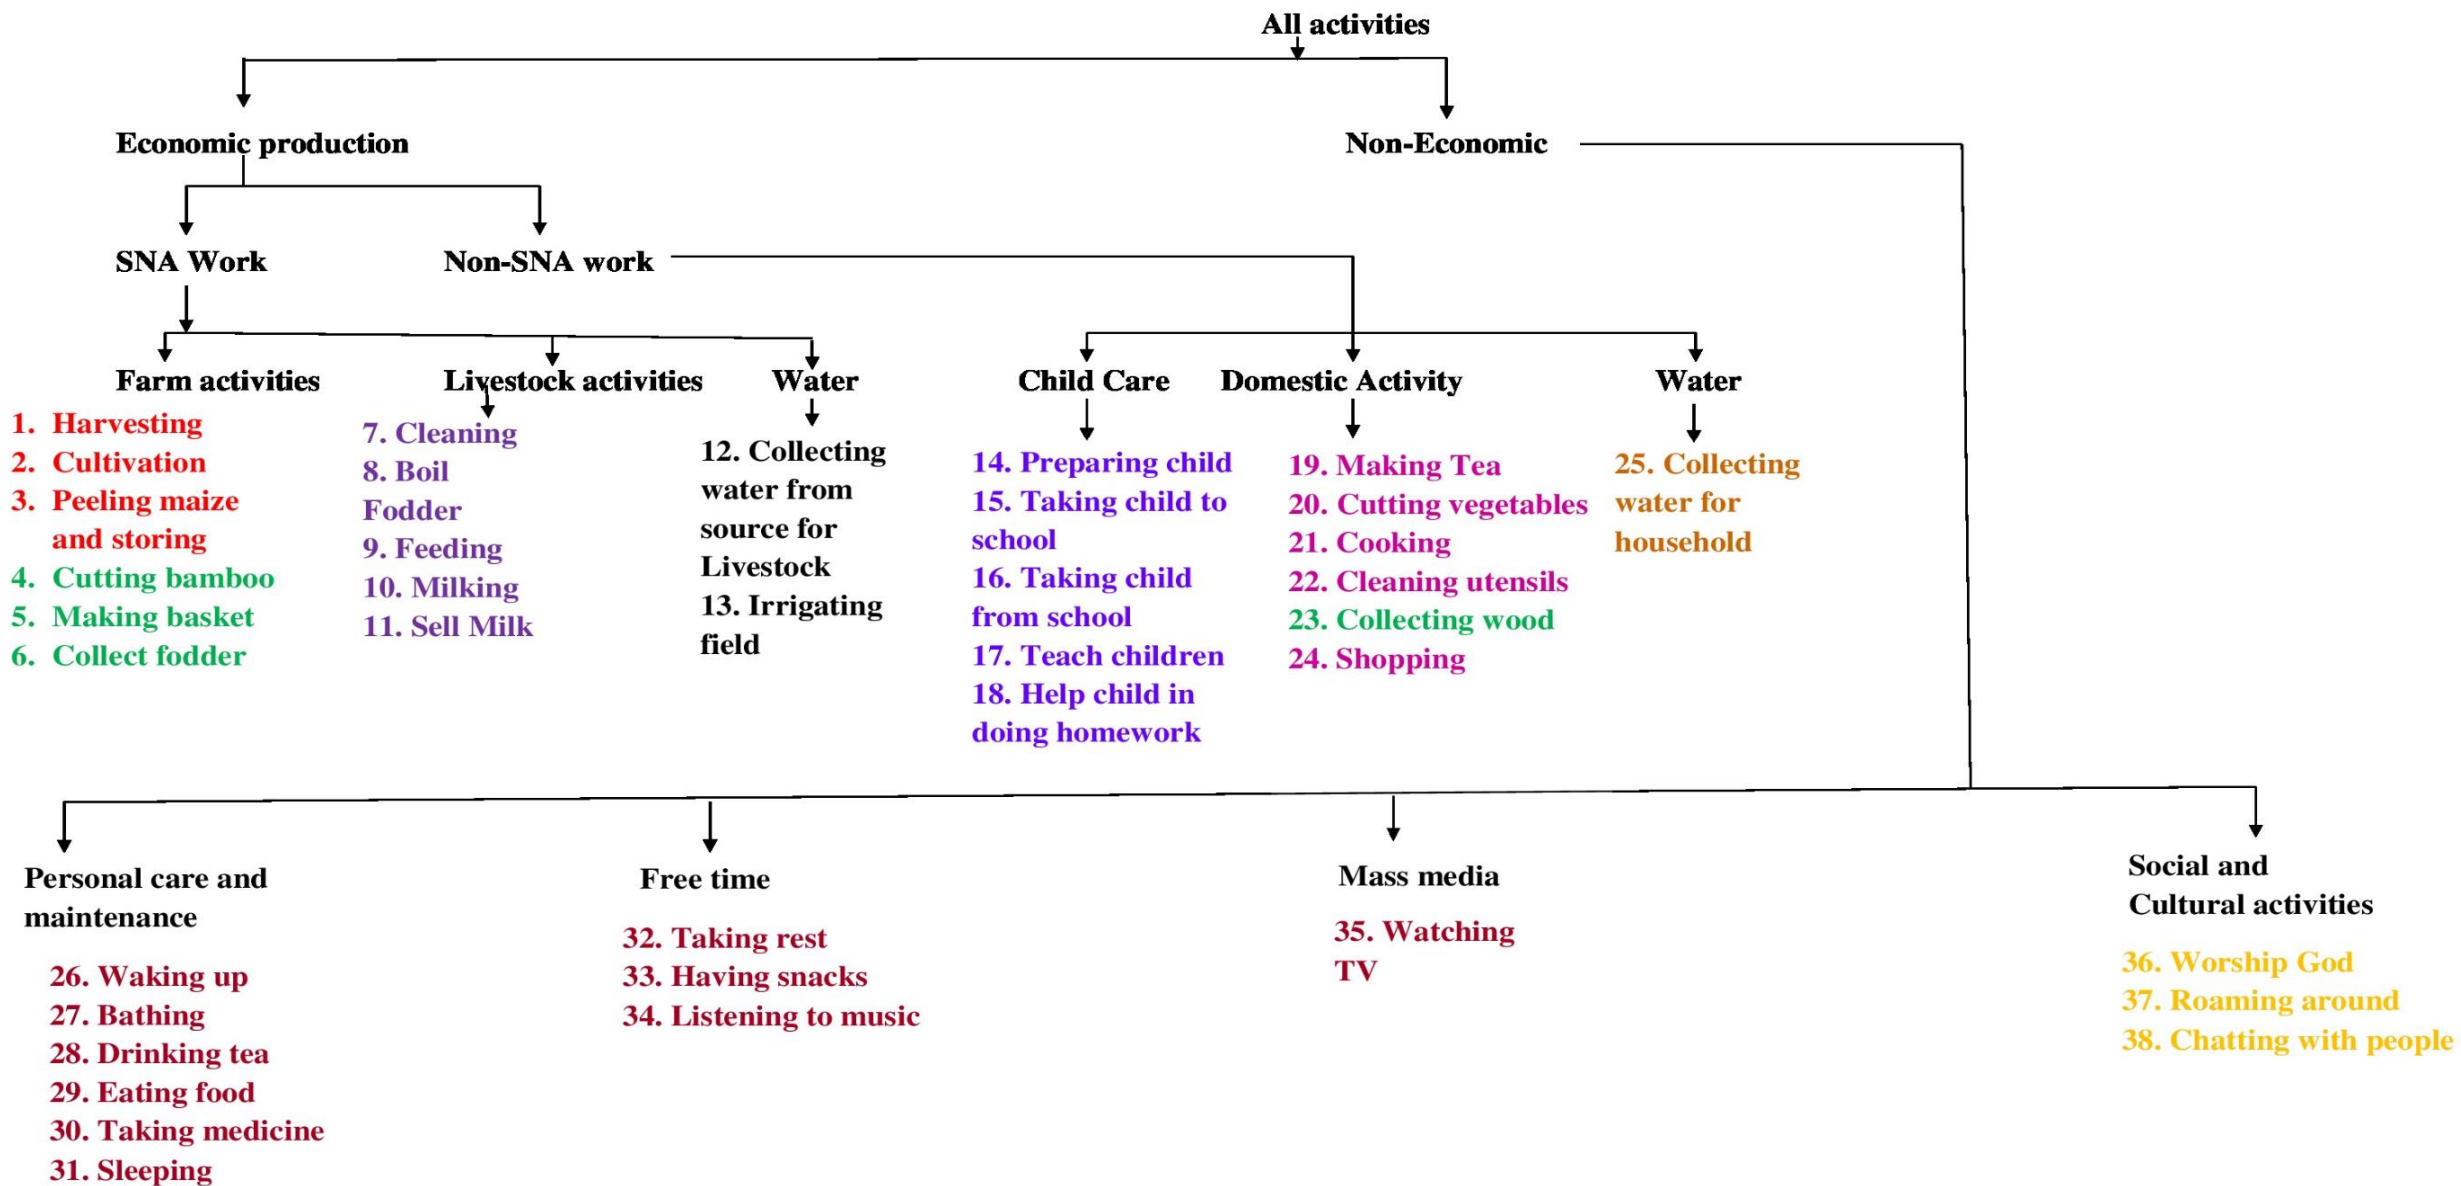 All activities
Economic production
Non-Economic
SNA Work
Non-SNA work
Farm activities
1. Harvesting
2. Cultivation
3. Peeling maize
and storing
4. Cutting bamboo
5. Making basket
6. Collect fodder
Livestock activities
7. Cleaning
8. Boil
Fodder
9. Feeding
10. Milking
11. Sell Milk
Water
12. Collecting
water from
source for
Livestock
13. Irrigating
field
Child Care
14. Preparing child
15. Taking child to
school
16. Taking child
from school
17. Teach children
18. Help child in
doing homework
Domestic Activity
19. Making Tea
20. Cutting vegetables
21. Cooking
22. Cleaning utensils
23. Collecting wood
24. Shopping
Water
25. Collecting
water for
household
Personal care and
maintenance
26. Waking up
27. Bathing
28. Drinking tea
29. Eating food
30. Taking medicine
31. Sleeping
Free time
32. Taking rest
33. Having snacks
34. Listening to music
Mass media
35. Watching
TV
Social and
Cultural activities
36. Worship God
37. Roaming around
38. Chatting with people